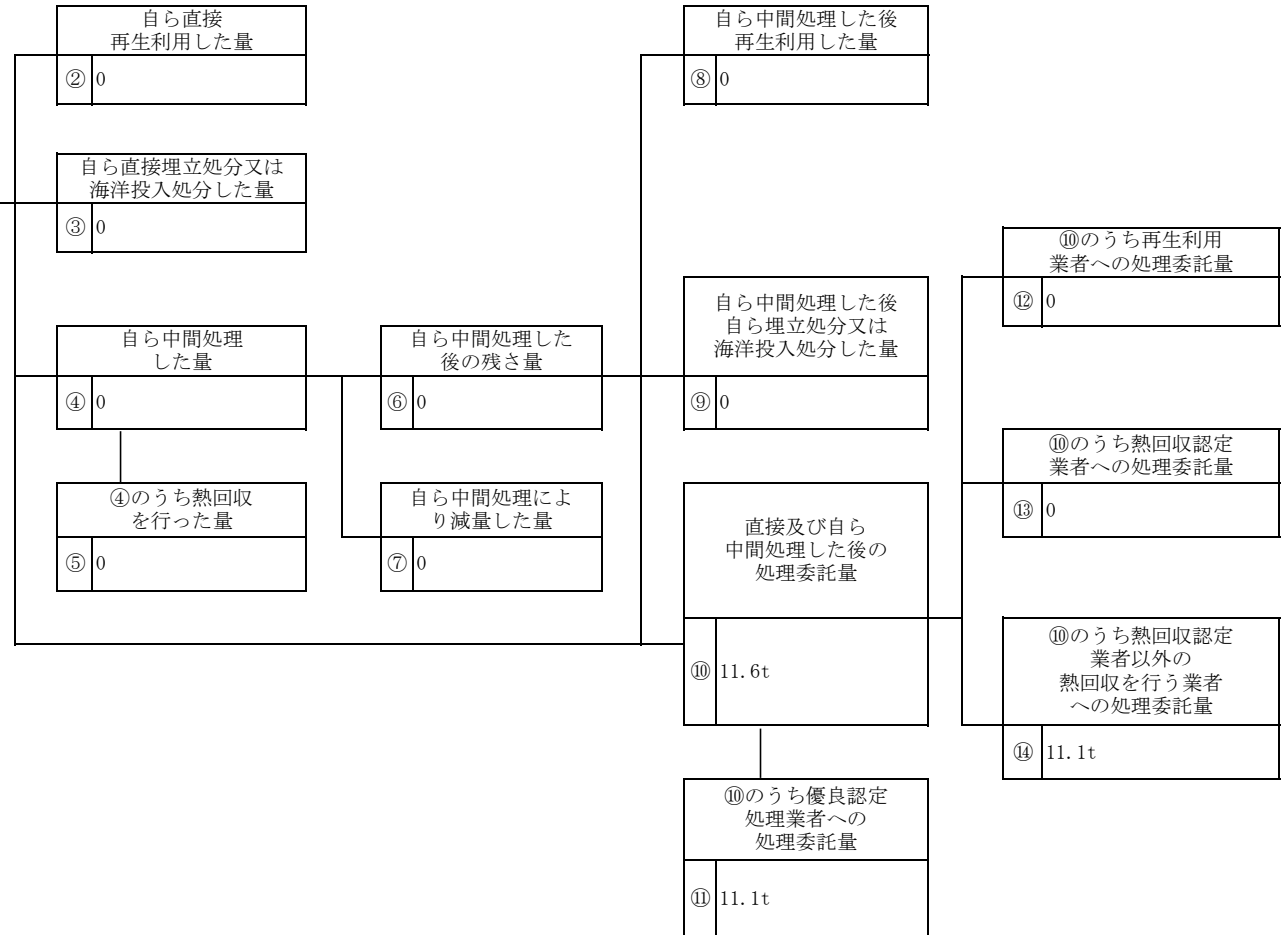 自ら直接
再生利用した量
② 0
自ら直接埋立処分又は
海洋投入処分した量
③ 0
自ら中間処理
した量
④ 0
④のうち熱回収
を行った量
⑤ 0
自ら中間処理した
後の残さ量
⑥ 0
自ら中間処理によ
り減量した量
⑦ 0
自ら中間処理した後
再生利用した量
⑧ 0
自ら中間処理した後
自ら埋立処分又は
海洋投入処分した量
⑨ 0
直接及び自ら
中間処理した後の
処理委託量
⑩ 11.6t
⑩のうち優良認定
処理業者への
処理委託量
⑪ 11.1t
⑩のうち再生利用
業者への処理委託量
⑫ 0
⑩のうち熱回収認定
業者への処理委託量
⑬ 0
⑩のうち熱回収認定
業者以外の
熱回収を行う業者
への処理委託量
⑭ 11.1t